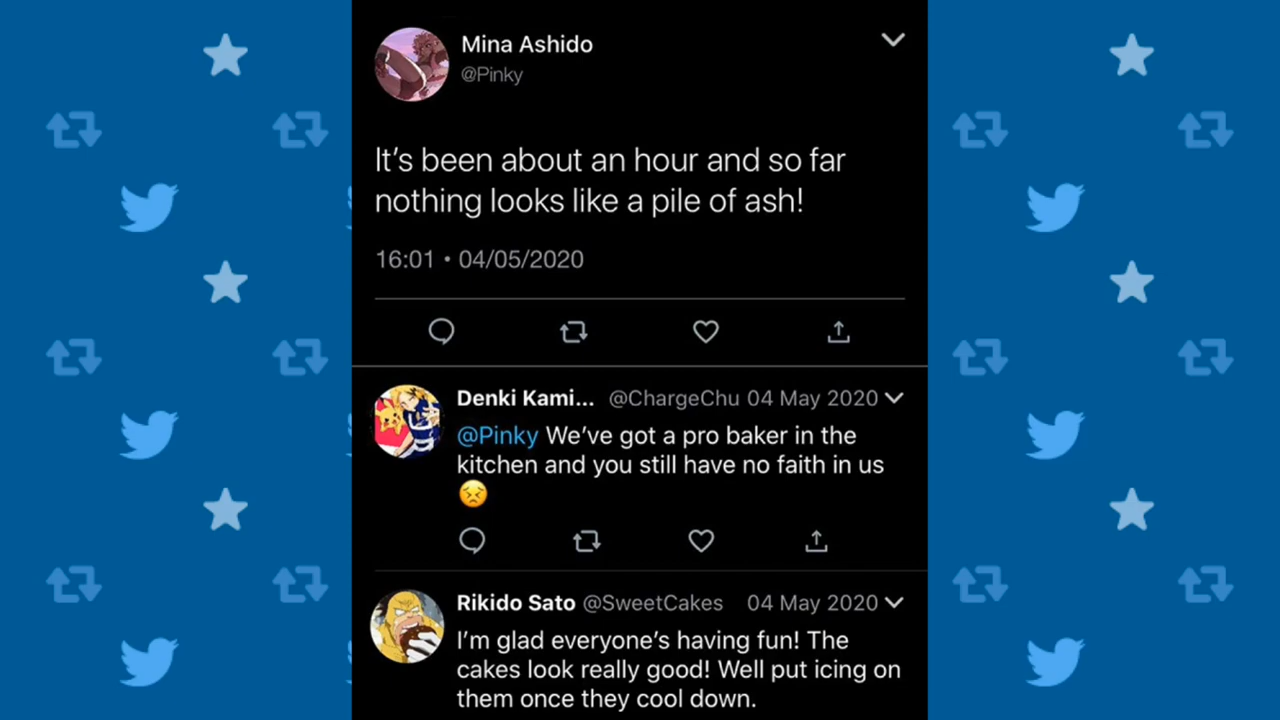 Mina Ashido
@Pinky
It's been about an hour and so far
nothing looks like a pile of ash!
16:01 • 04/05/2020
Denki Kami... @ChargeChu 04 May 2020
@Pinky We've got a pro baker in the
kitchen and you still have no faith in us
😣
Rikido Sato @SweetCakes 04 May 2020
I'm glad everyone's having fun! The
cakes look really good! Well put icing on
them once they cool down.